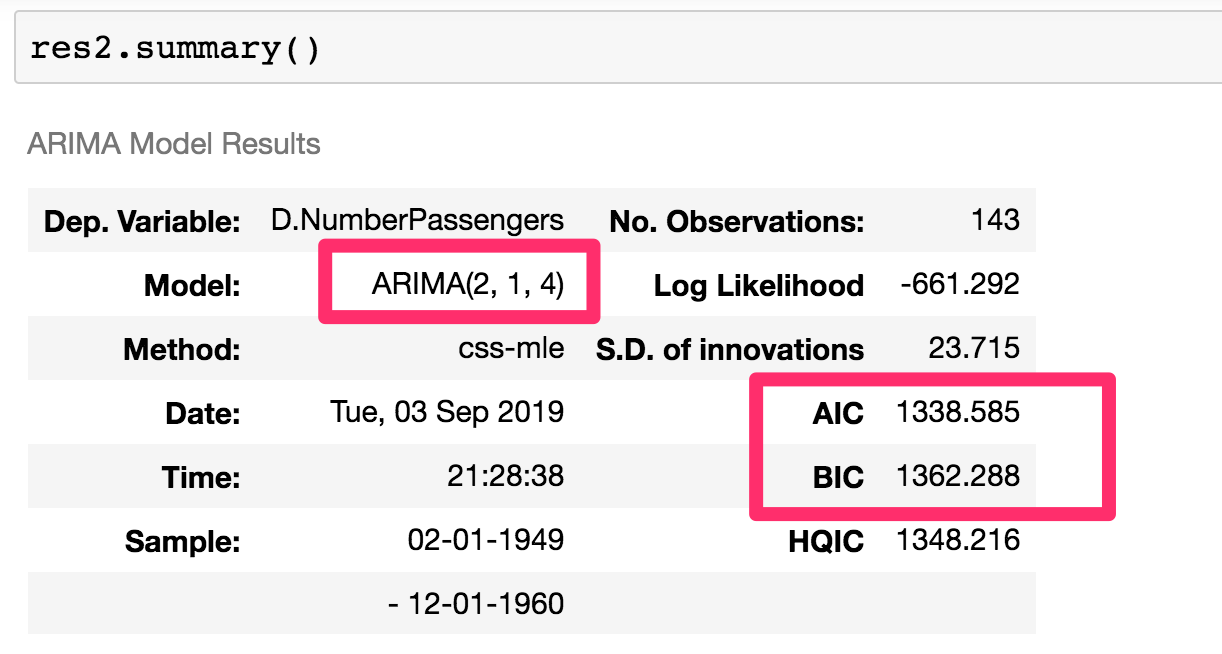 res2.summary()
ARIMA Model Results
Dep. Variable: D.NumberPassengers No. Observations: 143
Model: ARIMA(2, 1, 4) Log Likelihood -661.292
Method: css-mle S.D. of innovations 23.715
Date: Tue, 03 Sep 2019 AIC 1338.585
Time: 21:28:38 BIC 1362.288
Sample: 02-01-1949 HQIC 1348.216
- 12-01-1960